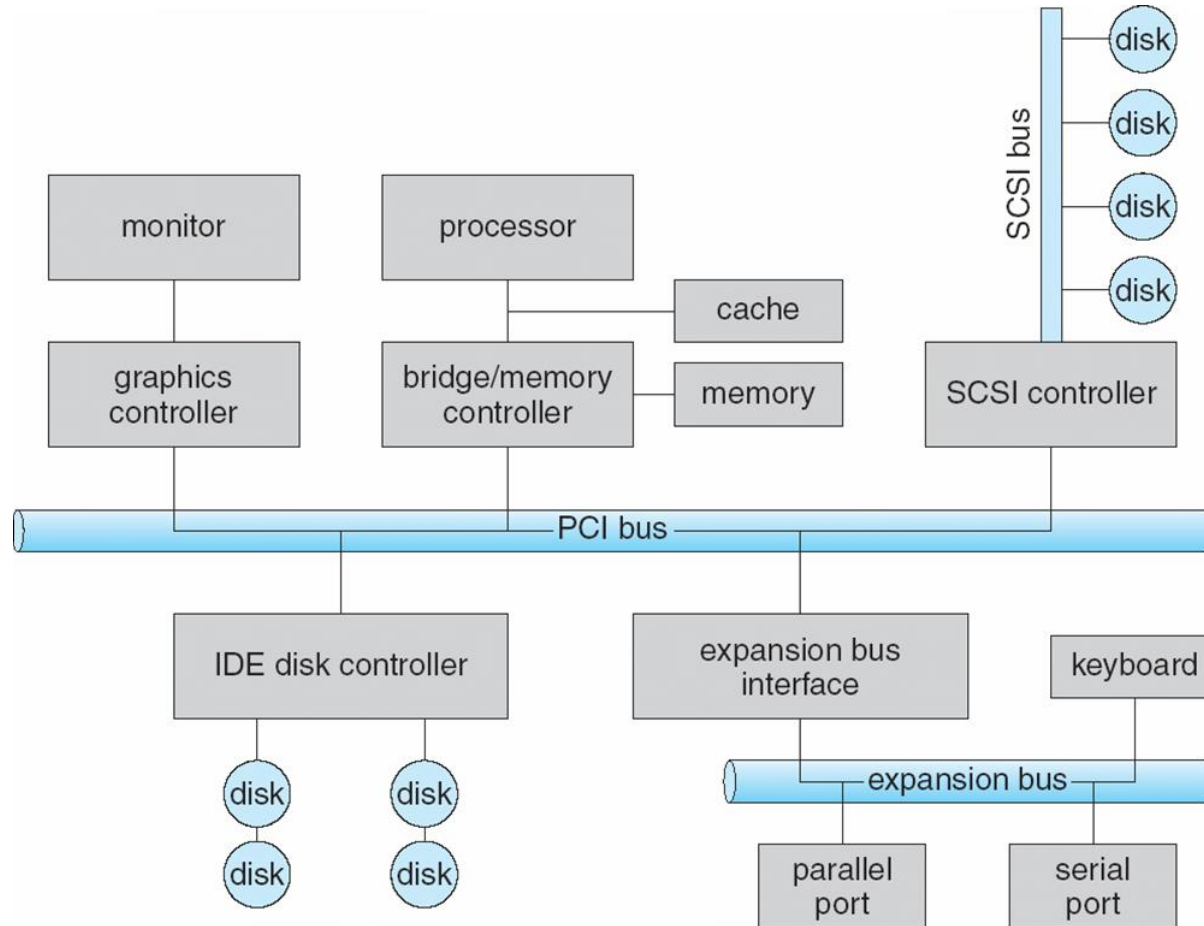 disk
disk
SCSI bus
disk
disk
monitor
processor
cache
graphics
controller
bridge/memory
controller
memory
SCSI controller
PCI bus
IDE disk controller
expansion bus
interface
keyboard
disk
disk
expansion bus
disk
disk
parallel
port
serial
port